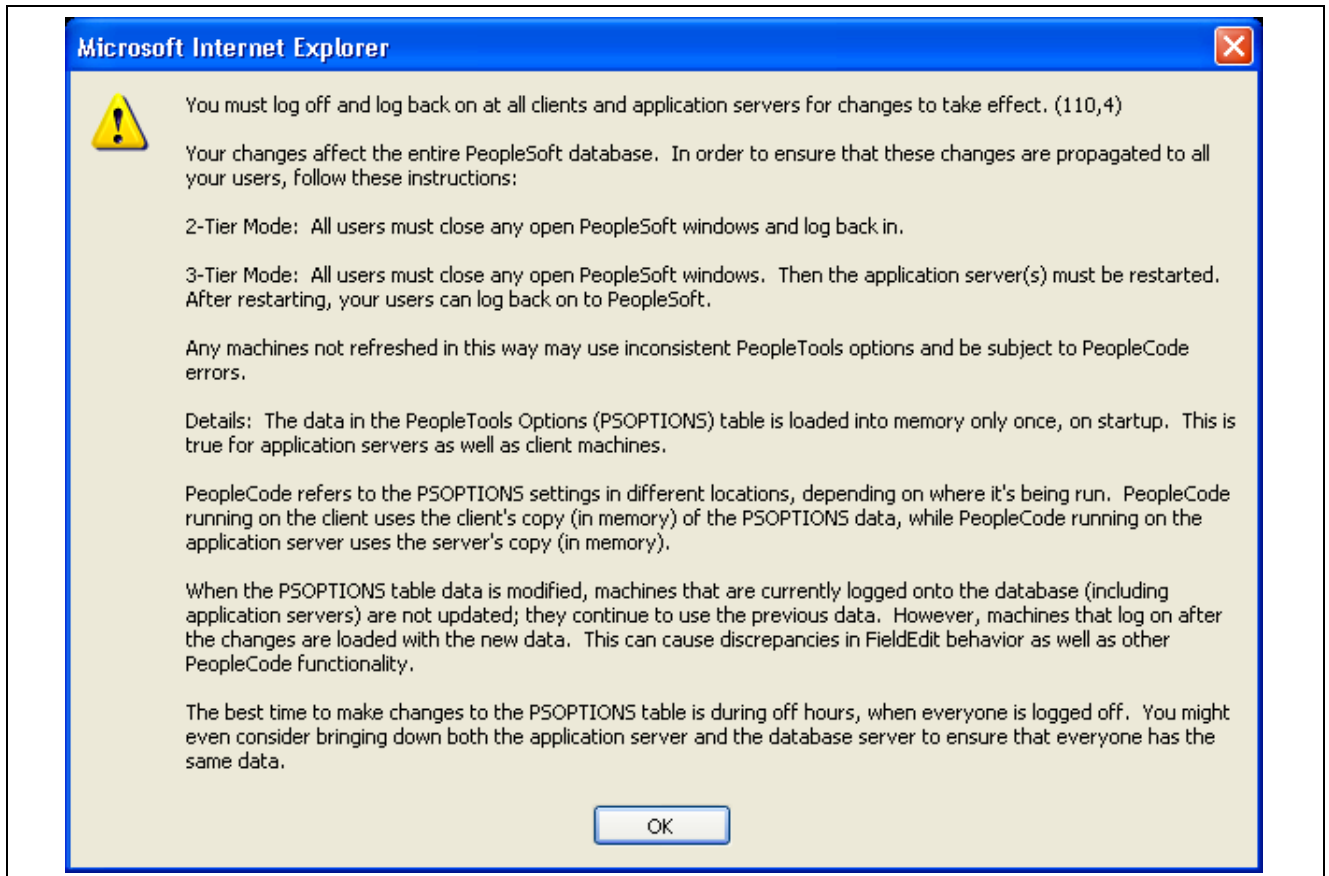 Microsoft Internet Explorer
You must log off and log back on at all clients and application servers for changes to take effect. (110,4)
Your changes affect the entire PeopleSoft database.  In order to ensure that these changes are propagated to all
your users, follow these instructions:
2-Tier Mode:  All users must close any open PeopleSoft windows and log back in.
3-Tier Mode:  All users must close any open PeopleSoft windows.  Then the application server(s) must be restarted.
After restarting, your users can log back on to PeopleSoft.
Any machines not refreshed in this way may use inconsistent PeopleTools options and be subject to PeopleCode
errors.
Details:  The data in the PeopleTools Options (PSOPTIONS) table is loaded into memory only once, on startup.  This is
true for application servers as well as client machines.
PeopleCode refers to the PSOPTIONS settings in different locations, depending on where it's being run.  PeopleCode
running on the client uses the client's copy (in memory) of the PSOPTIONS data, while PeopleCode running on the
application server uses the server's copy (in memory).
When the PSOPTIONS table data is modified, machines that are currently logged onto the database (including
application servers) are not updated; they continue to use the previous data.  However, machines that log on after
the changes are loaded with the new data.  This can cause discrepancies in FieldEdit behavior as well as other
PeopleCode functionality.
The best time to make changes to the PSOPTIONS table is during off hours, when everyone is logged off.  You might
even consider bringing down both the application server and the database server to ensure that everyone has the
same data.
OK